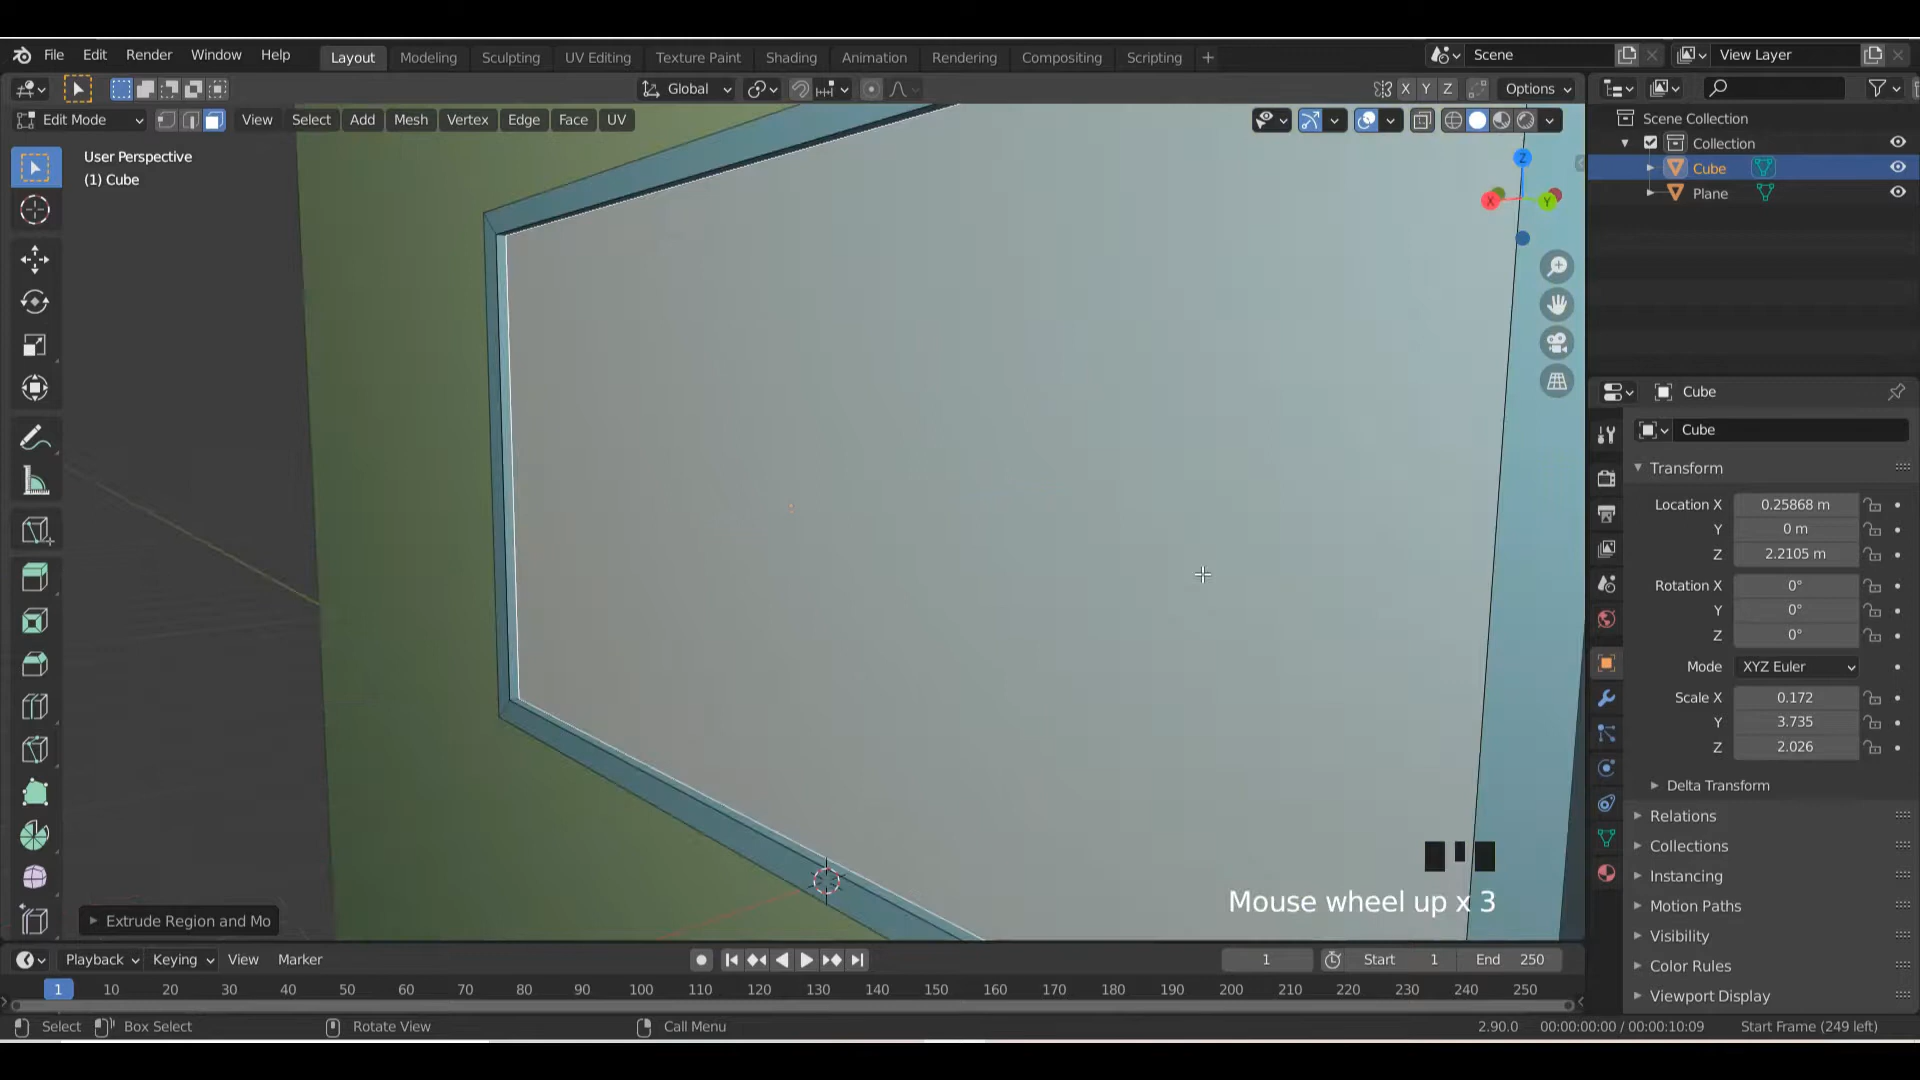 File Edit Render Window Help Layout Modeling Sculpting UV Editing Texture Paint Shading Animation Rendering Compositing Scripting + Scene View Layer
Global X Y Z Options
Edit Mode View Select Add Mesh Vertex Edge Face UV
User Perspective
(1) Cube
Z
X Y
Scene Collection
Collection
Cube
Plane
Cube
Cube
Transform
Location X 0.25868 m
Y 0 m
Z 2.2105 m
Rotation X 0°
Y 0°
Z 0°
Mode XYZ Euler
Scale X 0.172
Y 3.735
Z 2.026
Delta Transform
Relations
Collections
Instancing
Motion Paths
Visibility
Color Rules
Viewport Display
Mouse wheel up x 3
Extrude Region and Mo
Playback Keying View Marker 1 Start 1 End 250
1 10 20 30 40 50 60 70 80 90 100 110 120 130 140 150 160 170 180 190 200 210 220 230 240 250
Select Box Select Rotate View Call Menu 2.90.0 00:00:00:00 / 00:00:10:09 Start Frame (249 left)